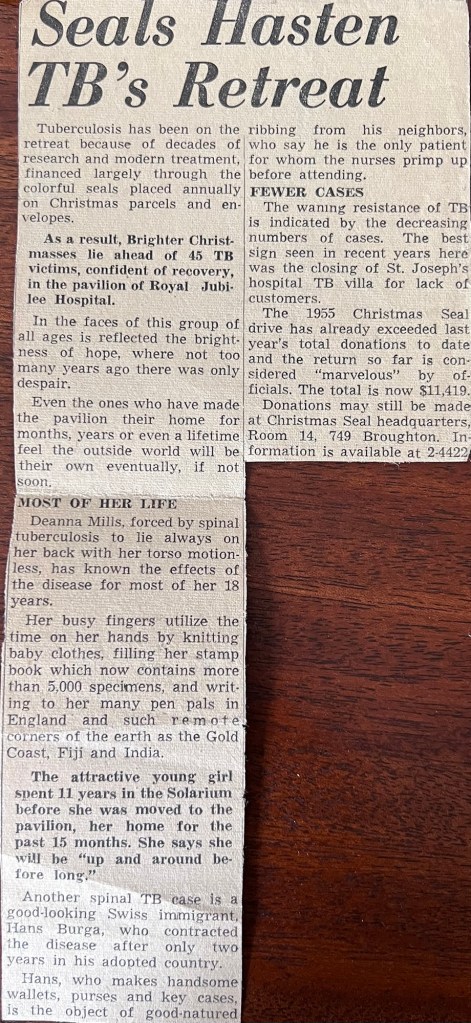 Seals Hasten
TB's Retreat
Tuberculosis has been on the
retreat because of decades of
research and modern treatment,
financed largely through the
colorful seals placed annually
on Christmas parcels and en-
velopes.
As a result, Brighter Christ-
masses lie ahead of 45 TB
victims, confident of recovery,
in the pavilion of Royal Jubi-
lee Hospital.
In the faces of this group of
all ages is reflected the bright-
ness of hope, where not too
many years ago there was only
despair.
Even the ones who have made
the pavilion their home for
months, years or even a lifetime
feel the outside world will be
their own eventually, if not
soon.
MOST OF HER LIFE
Deanna Mills, forced by spinal
tuberculosis to lie always on
her back with her torso motion-
less, has known the effects of
the disease for most of her 18
years.
Her busy fingers utilize the
time on her hands by knitting
baby clothes, filling her stamp
book which now contains more
than 5,000 specimens, and writ-
ing to her many pen pals in
England and such remote
corners of the earth as the Gold
Coast, Fiji and India.
The attractive young girl
spent 11 years in the Solarium
before she was moved to the
pavilion, her home for the
past 15 months. She says she
will be "up and around be-
fore long."
Another spinal TB case is a
good-looking Swiss immigrant,
Hans Burga, who contracted
the disease after only two
years in his adopted country.
Hans, who makes handsome
wallets, purses and key cases,
is the object of good-natured
ribbing from his neighbors,
who say he is the only patient
for whom the nurses primp up
before attending.
FEWER CASES
The waning resistance of TB
is indicated by the decreasing
numbers of cases. The best
sign seen in recent years here
was the closing of St. Joseph's
hospital TB villa for lack of
customers.
The 1955 Christmas Seal
drive has already exceeded last
year's total donations to date
and the return so far is con-
sidered "marvelous" by of-
ficials. The total is now $11,419.
Donations may still be made
at Christmas Seal headquarters,
Room 14, 749 Broughton. In-
formation is available at 2-4422